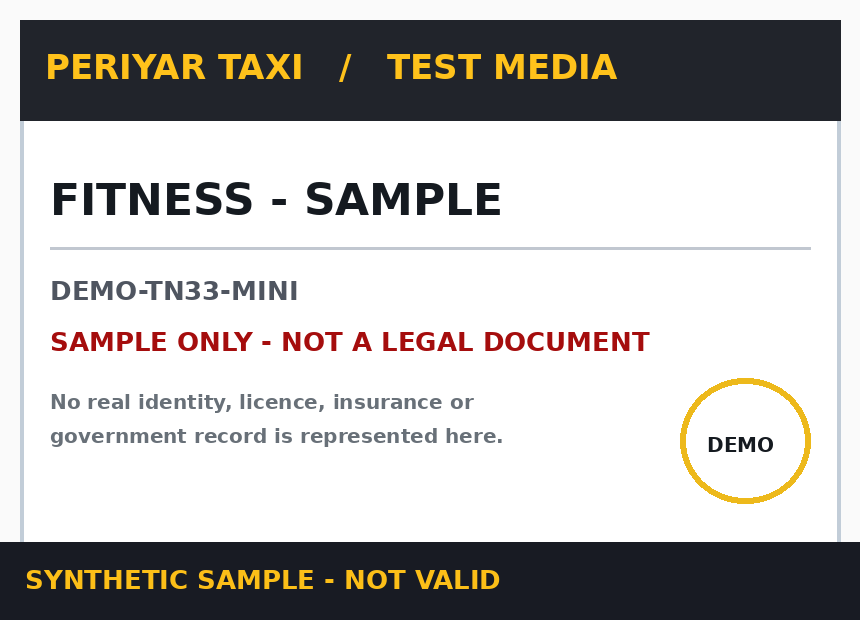 PERIYAR TAXI / TEST MEDIA
FITNESS - SAMPLE
DEMO-TN33-MINI
SAMPLE ONLY - NOT A LEGAL DOCUMENT
No real identity, licence, insurance or
government record is represented here.
DEMO
SYNTHETIC SAMPLE - NOT VALID